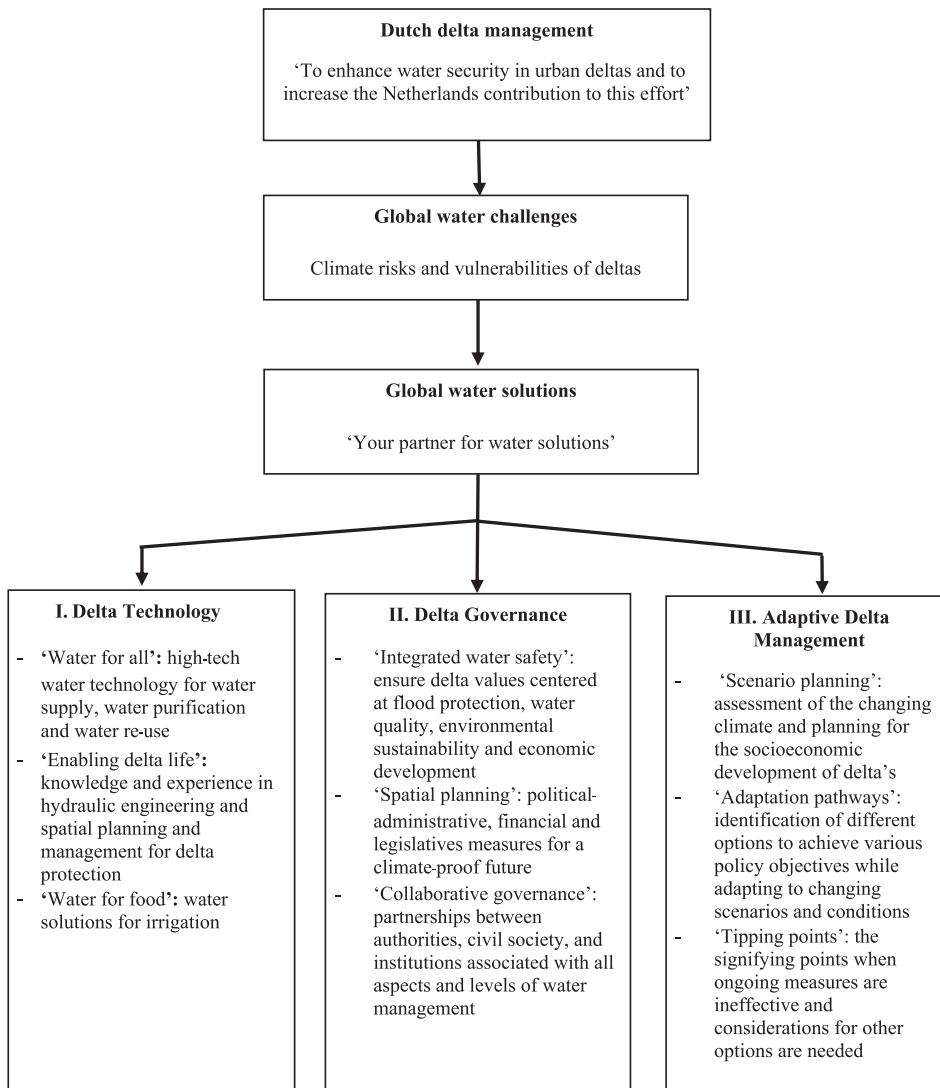 Dutch delta management
‘To enhance water security in urban deltas and to
increase the Netherlands contribution to this effort’
Global water challenges
Climate risks and vulnerabilities of deltas
Global water solutions
‘Your partner for water solutions’
I. Delta Technology
- ‘Water for all’: high-tech
water technology for water
supply, water purification
and water re-use
- ‘Enabling delta life’:
knowledge and experience in
hydraulic engineering and
spatial planning and
management for delta
protection
- ‘Water for food’: water
solutions for irrigation
II. Delta Governance
- ‘Integrated water safety’:
ensure delta values centered
at flood protection, water
quality, environmental
sustainability and economic
development
- ‘Spatial planning’: political-
administrative, financial and
legislatives measures for a
climate-proof future
- ‘Collaborative governance’:
partnerships between
authorities, civil society, and
institutions associated with all
aspects and levels of water
management
III. Adaptive Delta
Management
- ‘Scenario planning’:
assessment of the changing
climate and planning for
the socioeconomic
development of delta’s
- ‘Adaptation pathways’:
identification of different
options to achieve various
policy objectives while
adapting to changing
scenarios and conditions
- ‘Tipping points’: the
signifying points when
ongoing measures are
ineffective and
considerations for other
options are needed